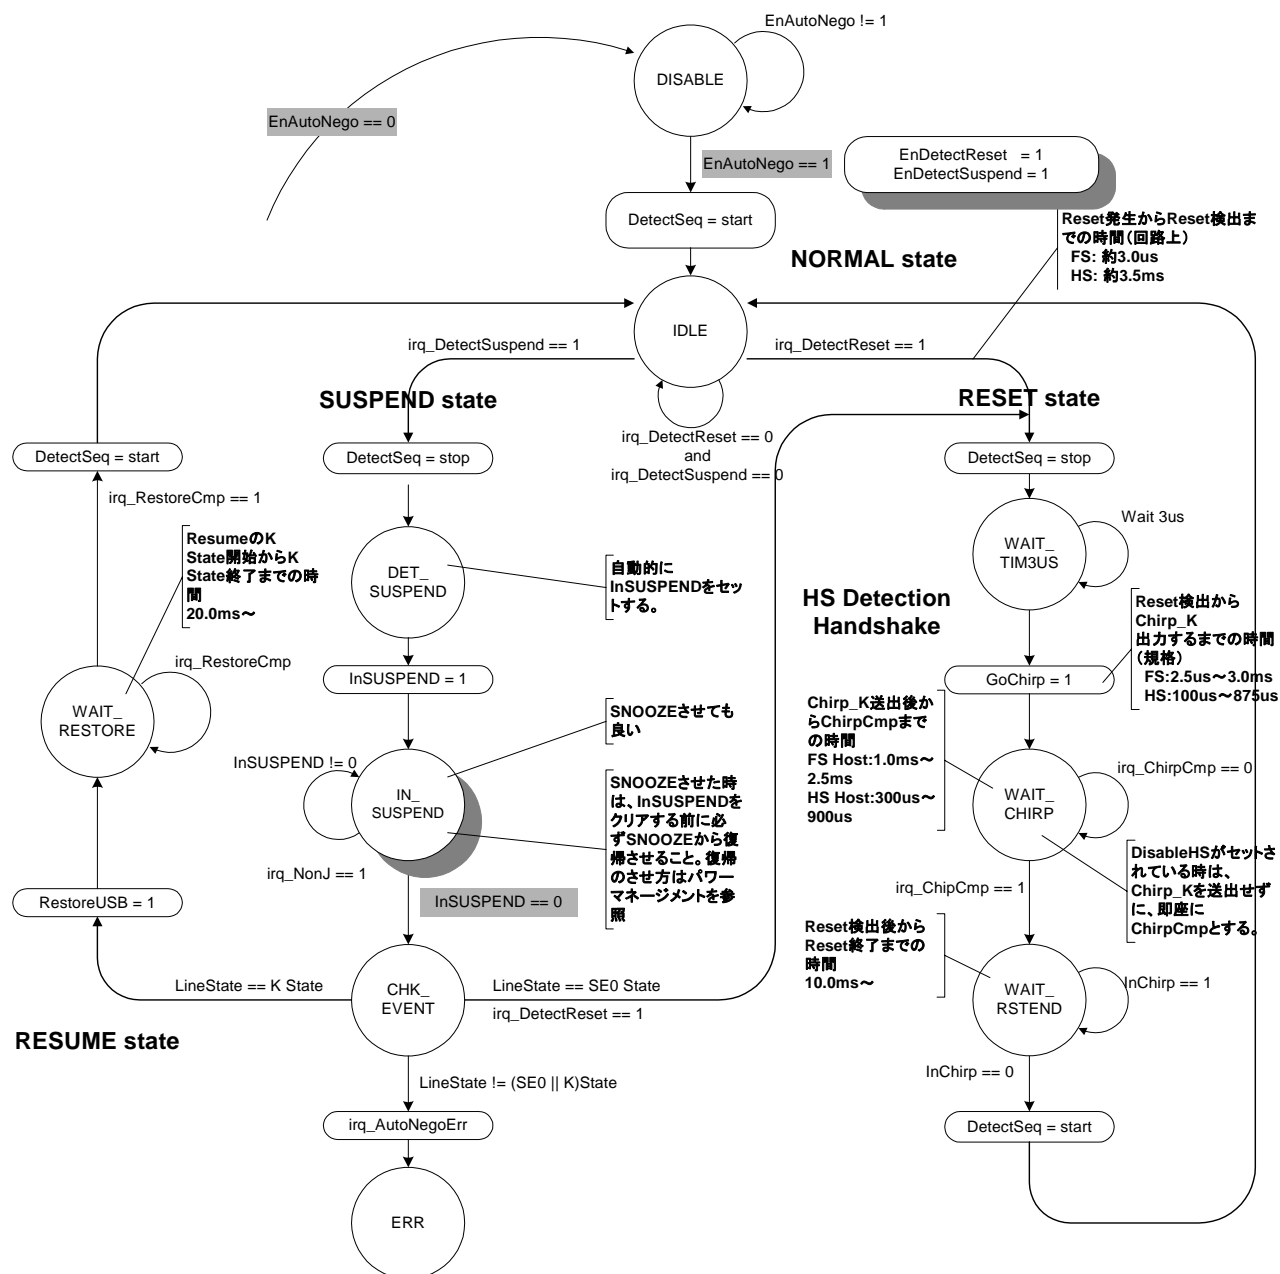 EnAutoNego != 1
DISABLE
EnAutoNego == 0
EnAutoNego == 1
EnDetectReset = 1
EnDetectSuspend = 1
DetectSeq = start
Reset発生からReset検出ま
での時間(回路上)
FS: 約3.0us
HS: 約3.5ms
NORMAL state
IDLE
irq_DetectSuspend == 1
irq_DetectReset == 1
SUSPEND state
RESET state
irq_DetectReset == 0
and
irq_DetectSuspend == 0
DetectSeq = start
DetectSeq = stop
DetectSeq = stop
irq_RestoreCmp == 1
Wait 3us
ResumeのK
State開始からK
State終了までの時
間
20.0ms～
DET_
SUSPEND
自動的に
InSUSPENDをセッ
トする。
WAIT_
TIM3US
HS Detection
Handshake
Reset検出から
Chirp_K
出力するまでの時間
(規格)
FS:2.5us～3.0ms
HS:100us～875us
irq_RestoreCmp
InSUSPEND = 1
GoChirp = 1
WAIT_
RESTORE
SNOOZEさせても
良い
Chirp_K送出後か
らChirpCmpまで
の時間
FS Host:1.0ms～
2.5ms
HS Host:300us～
900us
InSUSPEND != 0
IN_
SUSPEND
SNOOZEさせた時
は、InSUSPENDを
クリアする前に必
ずSNOOZEから復
帰させること。復帰
のさせ方はパワー
マネージメントを参
照
irq_ChirpCmp == 0
WAIT_
CHIRP
DisableHSがセットさ
れている時は、
Chirp_Kを送出せず
に、即座に
ChirpCmpとする。
irq_NonJ == 1
irq_ChipCmp == 1
RestoreUSB = 1
InSUSPEND == 0
Reset検出後から
Reset終了までの
時間
10.0ms～
LineState == K State
CHK_
EVENT
LineState == SE0 State
irq_DetectReset == 1
WAIT_
RSTEND
InChirp == 1
RESUME state
InChirp == 0
LineState != (SE0 || K)State
irq_AutoNegoErr
DetectSeq = start
ERR